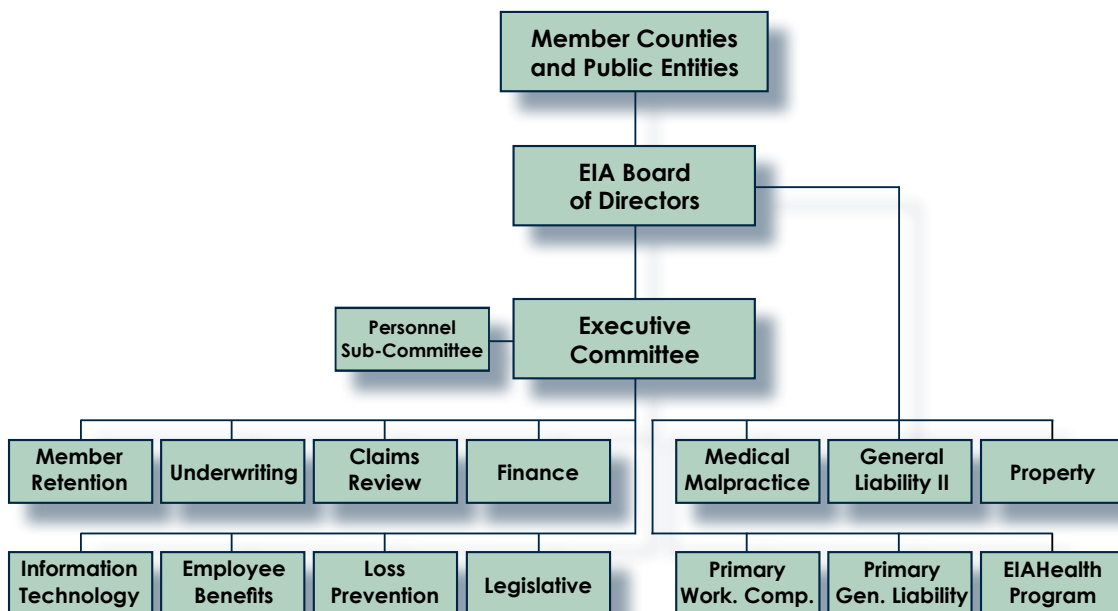 Member Counties
and Public Entities
EIA Board
of Directors
Personnel
Sub-Committee
Executive
Committee
Member
Retention
Underwriting
Claims
Review
Finance
Medical
Malpractice
General
Liability II
Property
Information
Technology
Employee
Benefits
Loss
Prevention
Legislative
Primary
Work. Comp.
Primary
Gen. Liability
EIAHealth
Program